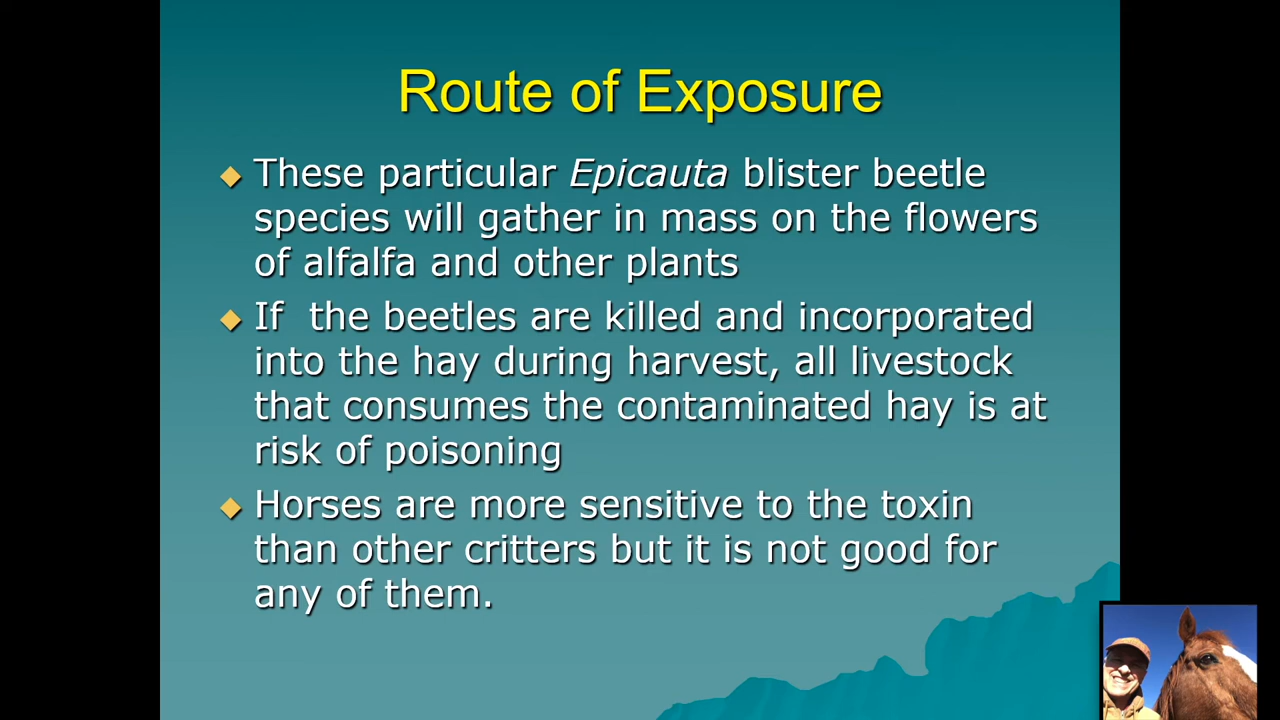 Route of Exposure
These particular Epicauta blister beetle
species will gather in mass on the flowers
of alfalfa and other plants
If  the beetles are killed and incorporated
into the hay during harvest, all livestock
that consumes the contaminated hay is at
risk of poisoning
Horses are more sensitive to the toxin
than other critters but it is not good for
any of them.